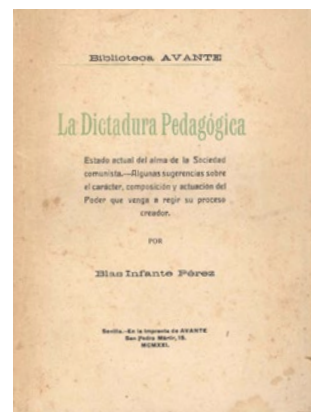 Biblioteca AVANTE
La Dictadura Pedagógica
Estado actual del alma de la Sociedad
comunista.—Algunas sugerencias sobre
el carácter, composición y actuación del
Poder que venga a regir su proceso
creador.
POR
Blas Infante Pérez
Sevilla.—En la imprenta de AVANTE
San Pedro Mártir, 18.
MCMXXI.